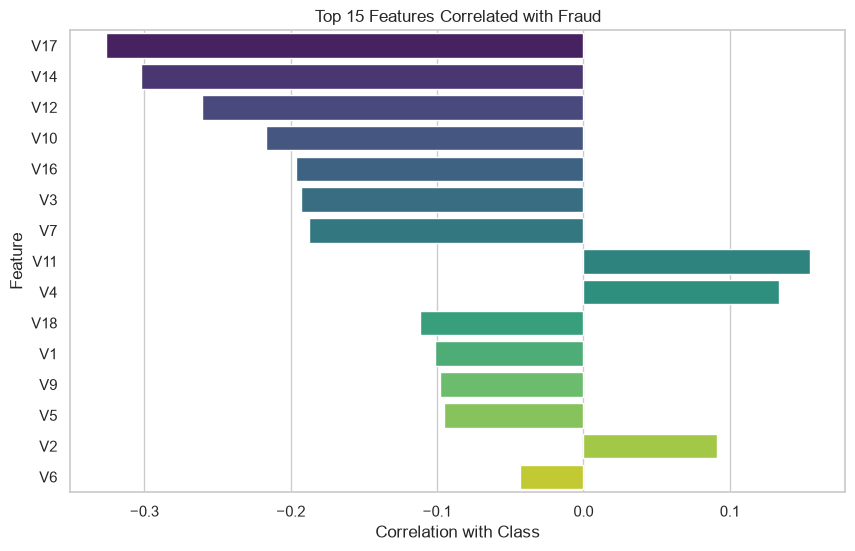 Top 15 Features Correlated with Fraud
Feature
V17
V14
V12
V10
V16
V3
V7
V11
V4
V18
V1
V9
V5
V2
V6
−0.3 −0.2 −0.1 0.0 0.1
Correlation with Class